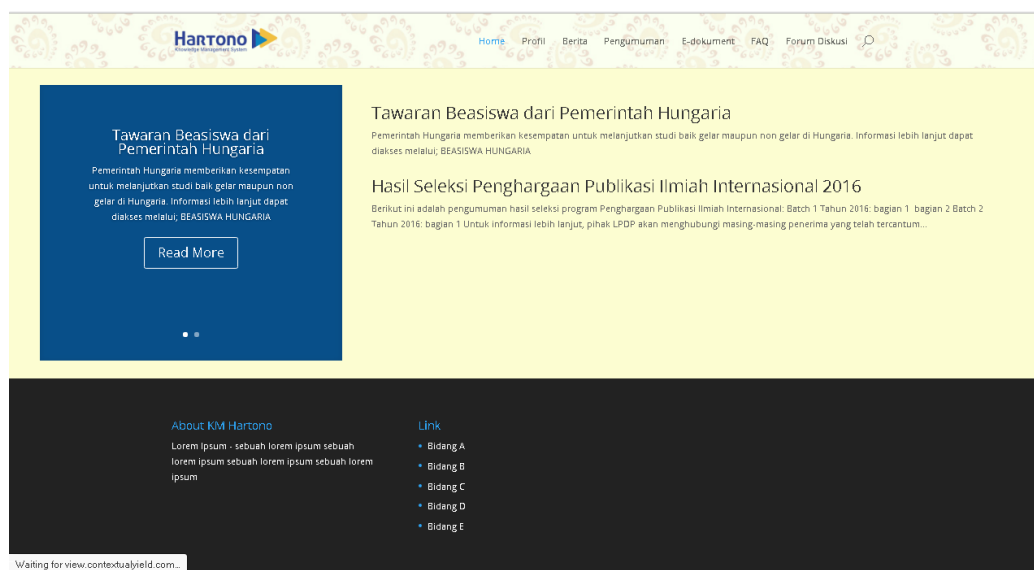 HARTONO
Knowledge Management System
Home Profil Berita Pengumuman E-dokument FAQ Forum Diskusi
Tawaran Beasiswa dari
Pemerintah Hungaria
Pemerintah Hungaria memberikan kesempatan
untuk melanjutkan studi baik gelar maupun non
gelar di Hungaria. Informasi lebih lanjut dapat
diakses melalui; BEASISWA HUNGARIA
Read More
Tawaran Beasiswa dari Pemerintah Hungaria
Pemerintah Hungaria memberikan kesempatan untuk melanjutkan studi baik gelar maupun non gelar di Hungaria. Informasi lebih lanjut dapat
diakses melalui; BEASISWA HUNGARIA
Hasil Seleksi Penghargaan Publikasi Ilmiah Internasional 2016
Berikut ini adalah pengumuman hasil seleksi program Penghargaan Publikasi Ilmiah Internasional: Batch 1 Tahun 2016: bagian 1 bagian 2 Batch 2
Tahun 2016: bagian 1 Untuk informasi lebih lanjut, pihak LPDP akan menghubungi masing-masing penerima yang telah tercantum...
About KM Hartono
Lorem Ipsum - sebuah lorem ipsum sebuah
lorem ipsum sebuah lorem ipsum sebuah lorem
ipsum
Link
Bidang A
Bidang B
Bidang C
Bidang D
Bidang E
Waiting for view.contextualyield.com...